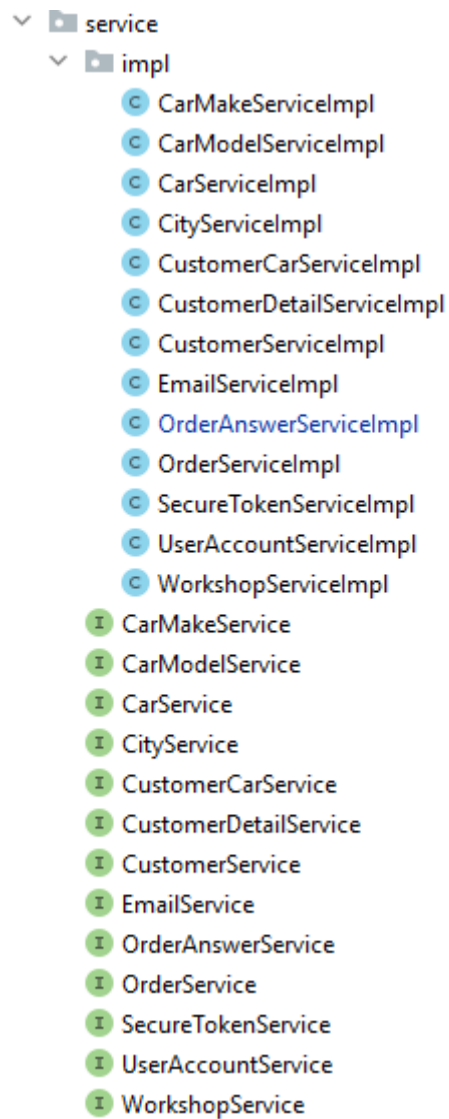 service
impl
C CarMakeServiceImpl
C CarModelServiceImpl
C CarServiceImpl
C CityServiceImpl
C CustomerCarServiceImpl
C CustomerDetailServiceImpl
C CustomerServiceImpl
C EmailServiceImpl
C OrderAnswerServiceImpl
C OrderServiceImpl
C SecureTokenServiceImpl
C UserAccountServiceImpl
C WorkshopServiceImpl
I CarMakeService
I CarModelService
I CarService
I CityService
I CustomerCarService
I CustomerDetailService
I CustomerService
I EmailService
I OrderAnswerService
I OrderService
I SecureTokenService
I UserAccountService
I WorkshopService